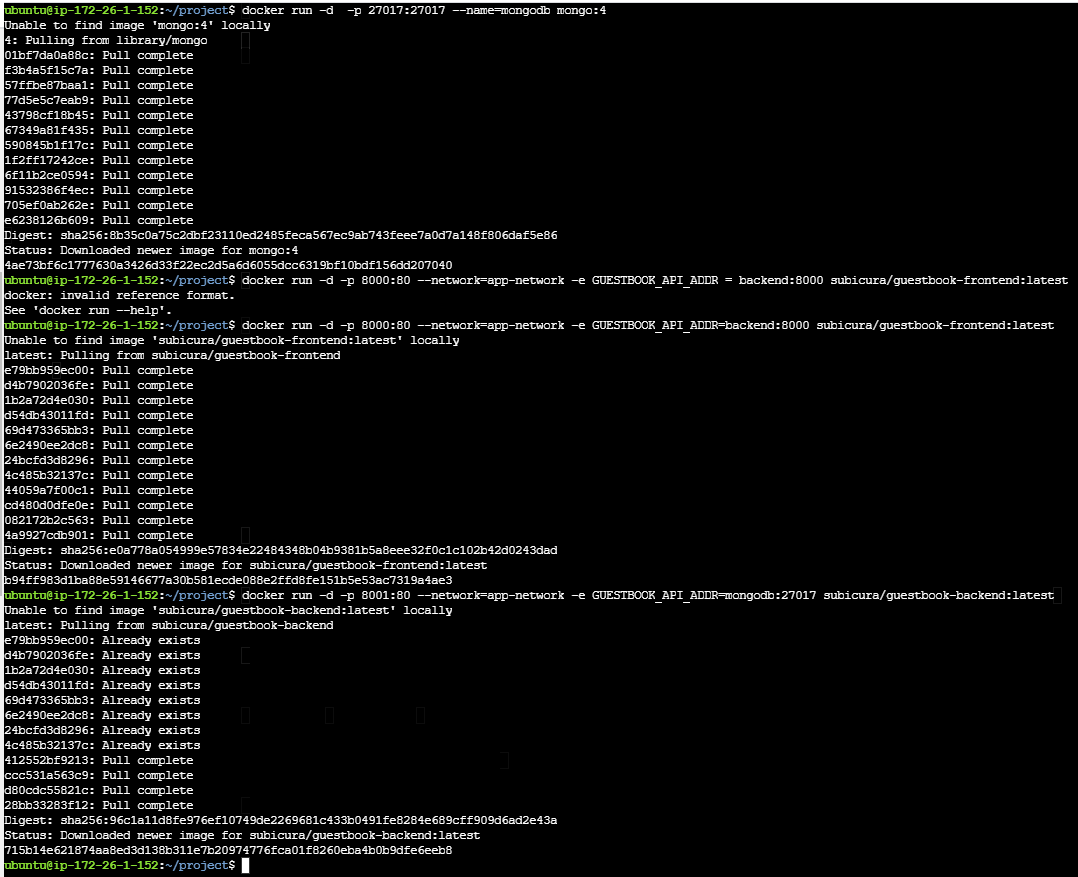 ubuntu@ip-172-26-1-152:~/project$ docker run -d  -p 27017:27017 --name=mongodb mongo:4
Unable to find image 'mongo:4' locally
4: Pulling from library/mongo
01bf7da0a88c: Pull complete
f3b4a5f15c7a: Pull complete
57ffbe87baa1: Pull complete
77d5e5c7eab9: Pull complete
43798cf18b45: Pull complete
67349a81f435: Pull complete
590845b1f17c: Pull complete
1f2ff17242ce: Pull complete
6f11b2ce0594: Pull complete
91532386f4ec: Pull complete
705ef0ab262e: Pull complete
e6238126b609: Pull complete
Digest: sha256:8b35c0a75c2dbf23110ed2485feca567ec9ab743feee7a0d7a148f806daf5e86
Status: Downloaded newer image for mongo:4
4ae73bf6c1777630a3426d33f22ec2d5a6d6055dcc6319bf10bdf156dd207040
ubuntu@ip-172-26-1-152:~/project$ docker run -d -p 8000:80 --network=app-network -e GUESTBOOK_API_ADDR = backend:8000 subicura/guestbook-frontend:latest
docker: invalid reference format.
See 'docker run --help'.
ubuntu@ip-172-26-1-152:~/project$ docker run -d -p 8000:80 --network=app-network -e GUESTBOOK_API_ADDR=backend:8000 subicura/guestbook-frontend:latest
Unable to find image 'subicura/guestbook-frontend:latest' locally
latest: Pulling from subicura/guestbook-frontend
e79bb959ec00: Pull complete
d4b7902036fe: Pull complete
1b2a72d4e030: Pull complete
d54db43011fd: Pull complete
69d473365bb3: Pull complete
6e2490ee2dc8: Pull complete
24bcfd3d8296: Pull complete
4c485b32137c: Pull complete
44059a7f00c1: Pull complete
cd480d0dfe0e: Pull complete
082172b2c563: Pull complete
4a9927cdb901: Pull complete
Digest: sha256:e0a778a054999e57834e22484348b04b9381b5a8eee32f0c1c102b42d0243dad
Status: Downloaded newer image for subicura/guestbook-frontend:latest
b94ff983d1ba88e59146677a30b581ecde088e2ffd8fe151b5e53ac7319a4ae3
ubuntu@ip-172-26-1-152:~/project$ docker run -d -p 8001:80 --network=app-network -e GUESTBOOK_API_ADDR=mongodb:27017 subicura/guestbook-backend:latest
Unable to find image 'subicura/guestbook-backend:latest' locally
latest: Pulling from subicura/guestbook-backend
e79bb959ec00: Already exists
d4b7902036fe: Already exists
1b2a72d4e030: Already exists
d54db43011fd: Already exists
69d473365bb3: Already exists
6e2490ee2dc8: Already exists
24bcfd3d8296: Already exists
4c485b32137c: Already exists
412552bf9213: Pull complete
ccc531a563c9: Pull complete
d80cdc55821c: Pull complete
28bb33283f12: Pull complete
Digest: sha256:96c1a11d8fe976ef10749de2269681c433b0491fe8284e689cff909d6ad2e43a
Status: Downloaded newer image for subicura/guestbook-backend:latest
715b14e621874aa8ed3d138b311e7b20974776fca01f8260eba4b0b9dfe6eeb8
ubuntu@ip-172-26-1-152:~/project$